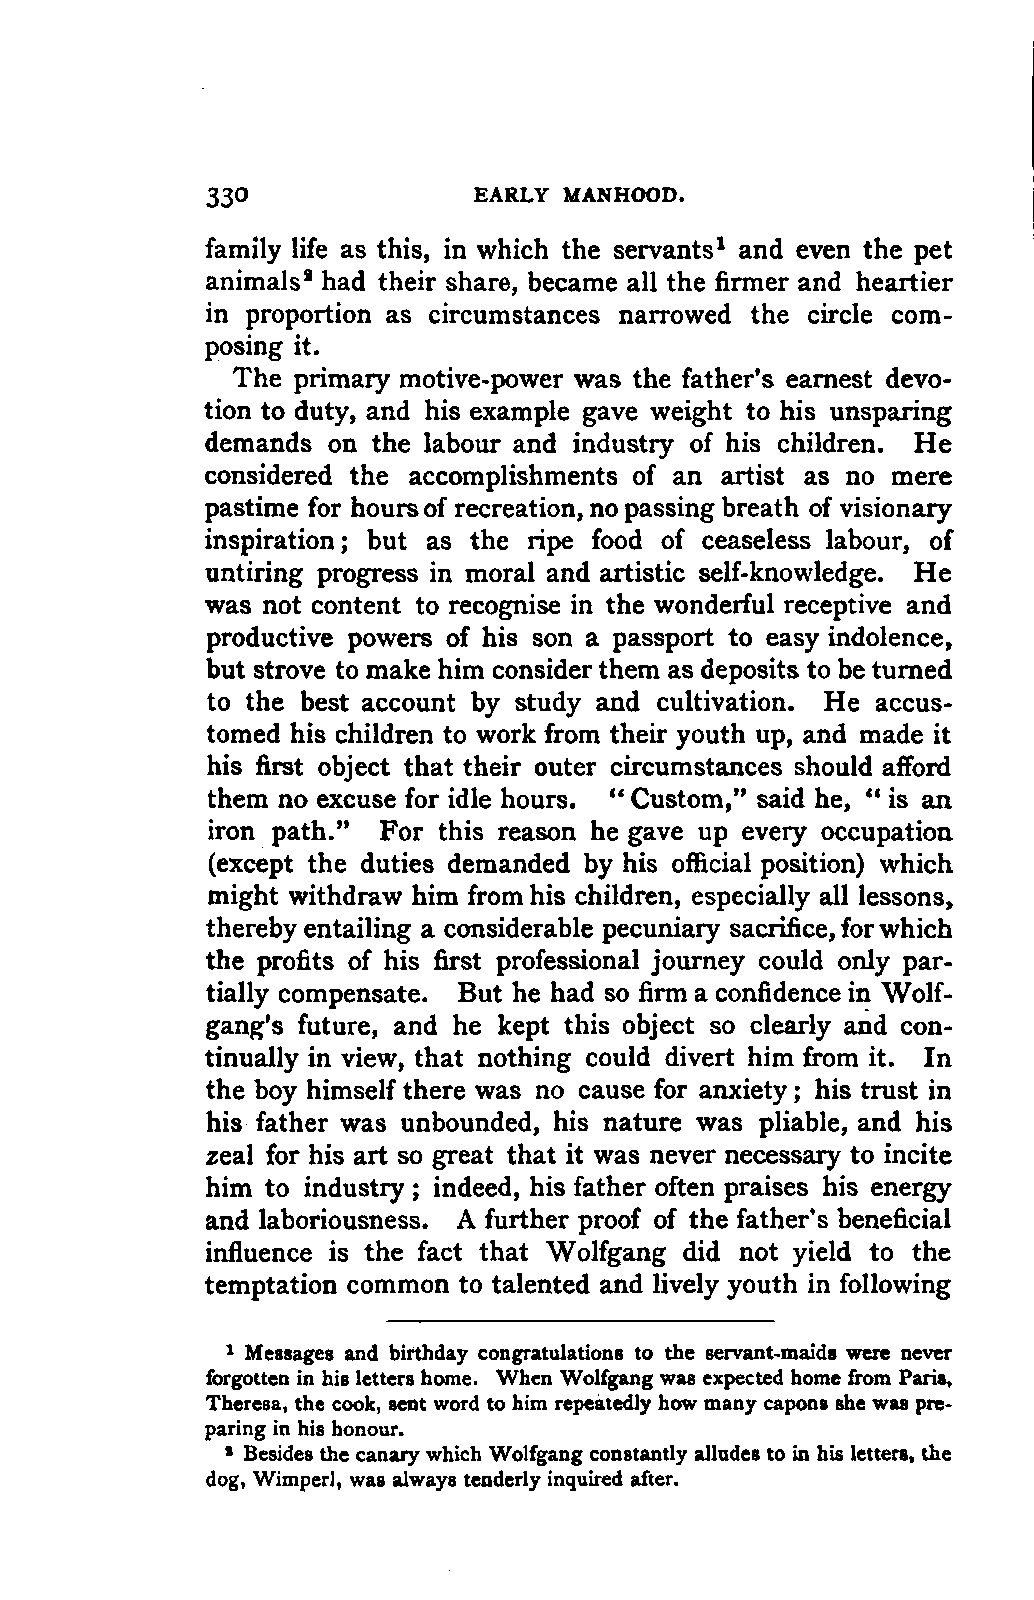 330 EARLY MANHOOD.
family life as this, in which the servants¹ and even the pet
animals² had their share, became all the firmer and heartier
in proportion as circumstances narrowed the circle com-
posing it.
The primary motive-power was the father's earnest devo-
tion to duty, and his example gave weight to his unsparing
demands on the labour and industry of his children. He
considered the accomplishments of an artist as no mere
pastime for hours of recreation, no passing breath of visionary
inspiration; but as the ripe food of ceaseless labour, of
untiring progress in moral and artistic self-knowledge. He
was not content to recognise in the wonderful receptive and
productive powers of his son a passport to easy indolence,
but strove to make him consider them as deposits to be turned
to the best account by study and cultivation. He accus-
tomed his children to work from their youth up, and made it
his first object that their outer circumstances should afford
them no excuse for idle hours. "Custom," said he, "is an
iron path." For this reason he gave up every occupation
(except the duties demanded by his official position) which
might withdraw him from his children, especially all lessons,
thereby entailing a considerable pecuniary sacrifice, for which
the profits of his first professional journey could only par-
tially compensate. But he had so firm a confidence in Wolf-
gang's future, and he kept this object so clearly and con-
tinually in view, that nothing could divert him from it. In
the boy himself there was no cause for anxiety; his trust in
his father was unbounded, his nature was pliable, and his
zeal for his art so great that it was never necessary to incite
him to industry; indeed, his father often praises his energy
and laboriousness. A further proof of the father's beneficial
influence is the fact that Wolfgang did not yield to the
temptation common to talented and lively youth in following
¹ Messages and birthday congratulations to the servant-maids were never
forgotten in his letters home. When Wolfgang was expected home from Paris,
Theresa, the cook, sent word to him repeatedly how many capons she was pre-
paring in his honour.
² Besides the canary which Wolfgang constantly alludes to in his letters, the
dog, Wimperl, was always tenderly inquired after.